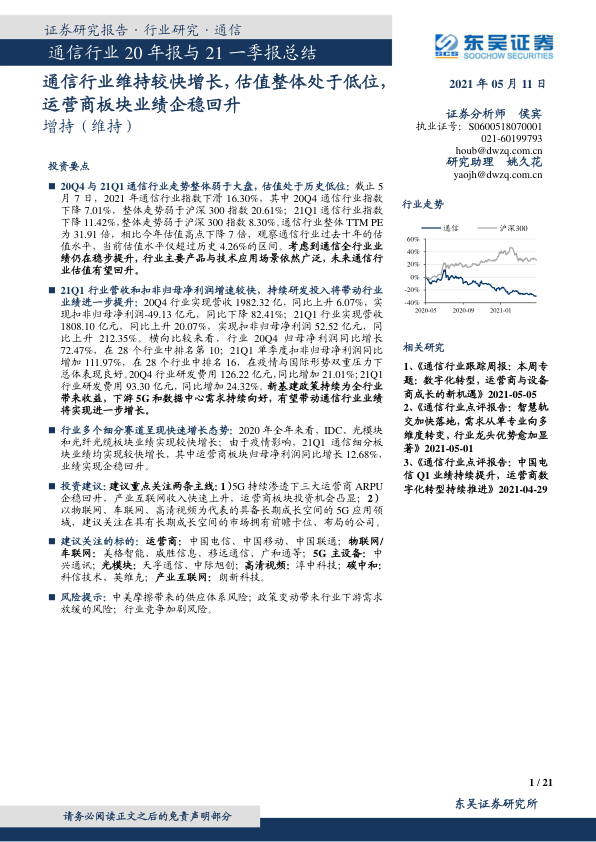 证券研究报告·行业研究·通信
通信行业 20 年报与 21 一季报总结
东吴证券
SCS
SOOCHOW SECURITIES
通信行业维持较快增长，估值整体处于低位，
运营商板块业绩企稳回升
增持（维持）
2021 年 05 月 11 日
证券分析师 侯宾
执业证号：S0600518070001
021-60199793
houb@dwzq.com.cn
研究助理 姚久花
yaojh@dwzq.com.cn
投资要点
■ 20Q4 与 21Q1 通信行业走势整体弱于大盘，估值处于历史低位：截止 5
月 7 日，2021 年通信行业指数下滑 16.30%，其中 20Q4 通信行业指数
下降 7.01%，整体走势弱于沪深 300 指数 20.61%；21Q1 通信行业指数
下降 11.42%，整体走势弱于沪深 300 指数 8.30%。通信行业整体 TTM PE
为 31.91 倍，相比今年估值高点下降 7 倍，观察通信行业过去十年的估
值水平，当前估值水平仅超过历史 4.26%的区间。考虑到通信全行业业
绩仍在稳步提升，行业主要产品与技术应用场景依然广泛，未来通信行
业估值有望回升。
■ 21Q1 行业营收和扣非归母净利润增速较快，持续研发投入将带动行业
业绩进一步提升：20Q4 行业实现营收 1982.32 亿，同比上升 6.07%，实
现扣非归母净利润-49.13 亿元，同比下降 82.41%；21Q1 行业实现营收
1808.10 亿元，同比上升 20.07%，实现扣非归母净利润 52.52 亿元，同
比上升 212.35%。横向比较来看，行业 20Q4 归母净利润同比增长
72.47%，在 28 个行业中排名第 10；21Q1 单季度扣非归母净利润同比
增加 111.97%，在 28 个行业中排名 16，在疫情与国际形势双重压力下
总体表现良好。20Q4 行业研发费用 126.22 亿元，同比增加 21.01%；21Q1
行业研发费用 93.30 亿元，同比增加 24.32%。新基建政策持续为全行业
带来收益，下游 5G 和数据中心需求持续向好，有望带动通信行业业绩
将实现进一步增长。
■ 行业多个细分赛道呈现快速增长态势：2020 年全年来看，IDC、光模块
和光纤光缆板块业绩实现较快增长；由于疫情影响，21Q1 通信细分板
块业绩均实现较快增长，其中运营商板块归母净利润同比增长 12.68%，
业绩实现企稳回升。
■ 投资建议：建议重点关注两条主线：1）5G 持续渗透下三大运营商 ARPU
企稳回升，产业互联网收入快速上升，运营商板块投资机会凸显；2）
以物联网、车联网、高清视频为代表的具备长期成长空间的 5G 应用领
域，建议关注在具有长期成长空间的市场拥有前瞻卡位、布局的公司。
■ 建议关注的标的：运营商：中国电信、中国移动、中国联通；物联网/
车联网：美格智能、威胜信息、移远通信、广和通等；5G 主设备：中
兴通讯；光模块：天孚通信、中际旭创；高清视频：淳中科技；碳中和：
科信技术、英维克；产业互联网：朗新科技。
■ 风险提示：中美摩擦带来的供应体系风险；政策变动带来行业下游需求
放缓的风险；行业竞争加剧风险。
行业走势
通信 沪深300
60%
40%
20%
0%
-20%
-40%
2020-05 2020-09 2021-01
相关研究
1、《通信行业跟踪周报：本周专
题：数字化转型，运营商与设备
商成长的新机遇》2021-05-05
2、《通信行业点评报告：智慧轨
交加快落地，需求从单专业向多
维度转变，行业龙头优势愈加显
著》2021-05-01
3、《通信行业点评报告：中国电
信 Q1 业绩持续提升，运营商数
字化转型持续推进》2021-04-29
1 / 21
东吴证券研究所
请务必阅读正文之后的免责声明部分